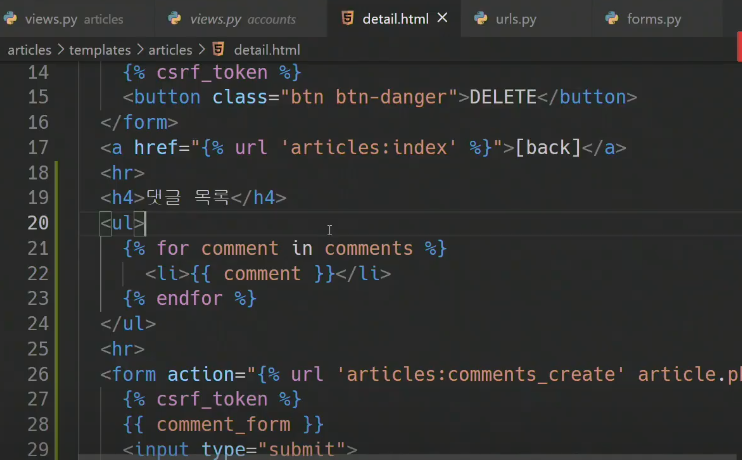 views.py articles views.py accounts detail.html urls.py forms.py
articles > templates > articles > detail.html
14 {% csrf_token %}
15 <button class="btn btn-danger">DELETE</button>
16 </form>
17 <a href="{% url 'articles:index' %}">[back]</a>
18 <hr>
19 <h4>댓글 목록</h4>
20 <ul>
21 {% for comment in comments %}
22 <li>{{ comment }}</li>
23 {% endfor %}
24 </ul>
25 <hr>
26 <form action="{% url 'articles:comments_create' article.pk
27 {% csrf_token %}
28 {{ comment_form }}
29 <input type="submit">